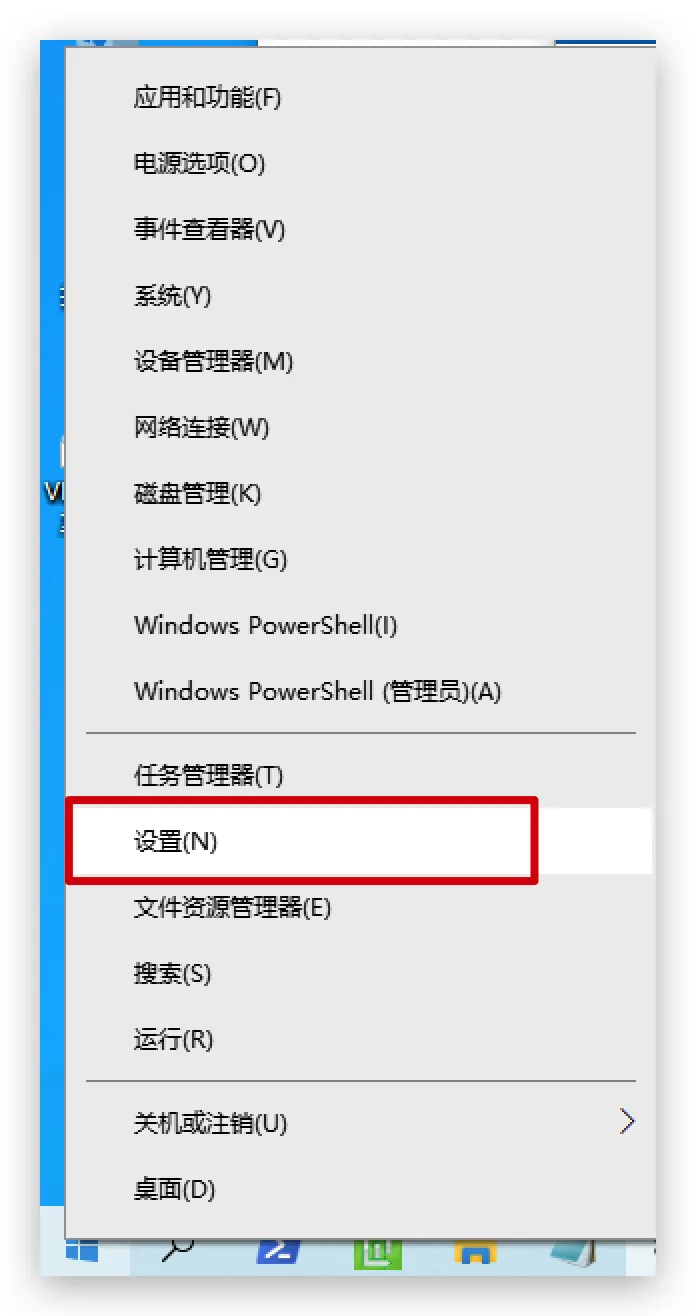 应用和功能(F)
电源选项(O)
事件查看器(V)
系统(Y)
设备管理器(M)
网络连接(W)
磁盘管理(K)
计算机管理(G)
Windows PowerShell(I)
Windows PowerShell (管理员)(A)
任务管理器(T)
设置(N)
文件资源管理器(E)
搜索(S)
运行(R)
关机或注销(U)
桌面(D)